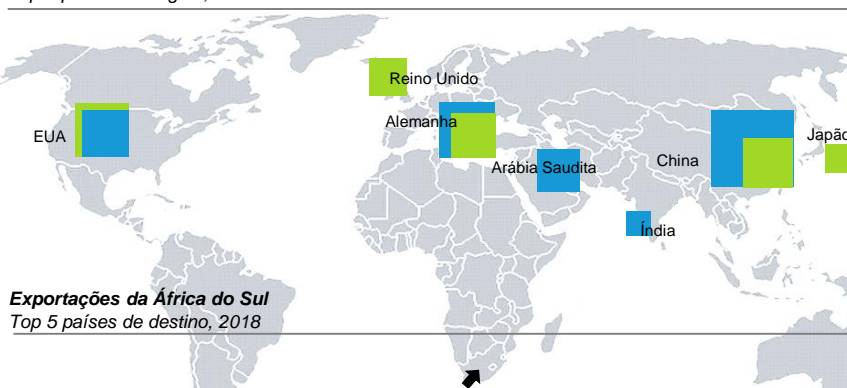 Reino Unido
Alemanha
EUA
Japão
China
Arábia Saudita
Índia
Exportações da África do Sul
Top 5 países de destino, 2018